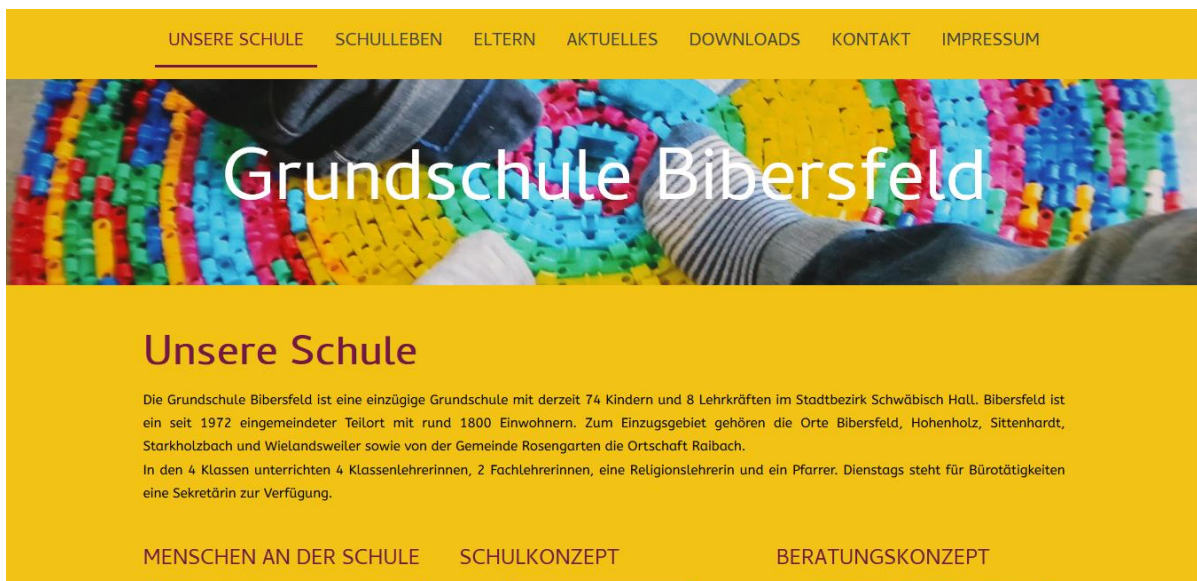 UNSERE SCHULE SCHULLEBEN ELTERN AKTUELLES DOWNLOADS KONTAKT IMPRESSUM
Grundschule Bibersfeld
Unsere Schule
Die Grundschule Bibersfeld ist eine einzügige Grundschule mit derzeit 74 Kindern und 8 Lehrkräften im Stadtbezirk Schwäbisch Hall. Bibersfeld ist
ein seit 1972 eingemeindeter Teilort mit rund 1800 Einwohnern. Zum Einzugsgebiet gehören die Orte Bibersfeld, Hohenholz, Sittenhardt,
Starkholzbach und Wielandsweiler sowie von der Gemeinde Rosengarten die Ortschaft Raibach.
In den 4 Klassen unterrichten 4 Klassenlehrerinnen, 2 Fachlehrerinnen, eine Religionslehrerin und ein Pfarrer. Dienstags steht für Bürotätigkeiten
eine Sekretärin zur Verfügung.
MENSCHEN AN DER SCHULE SCHULKONZEPT BERATUNGSKONZEPT